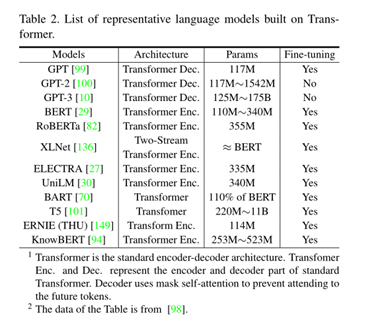 Table 2. List of representative language models built on Trans-
former.
Models Architecture Params Fine-tuning
GPT [99] Transformer Dec. 117M Yes
GPT-2 [100] Transformer Dec. 117M∼1542M No
GPT-3 [10] Transformer Dec. 125M∼175B No
BERT [29] Transformer Enc. 110M∼340M Yes
RoBERTa [82] Transformer Enc. 355M Yes
XLNet [136] Two-Stream
Transformer Enc. ≈ BERT Yes
ELECTRA [27] Transformer Enc. 335M Yes
UniLM [30] Transformer Enc. 340M Yes
BART [70] Transformer 110% of BERT Yes
T5 [101] Transfomer 220M∼11B Yes
ERNIE (THU) [149] Transform Enc. 114M Yes
KnowBERT [94] Transformer Enc. 253M∼523M Yes
1 Transformer is the standard encoder-decoder architecture. Transfomer
Enc. and Dec. represent the encoder and decoder part of standard
Transformer. Decoder uses mask self-attention to prevent attending to
the future tokens.
2 The data of the Table is from [98].